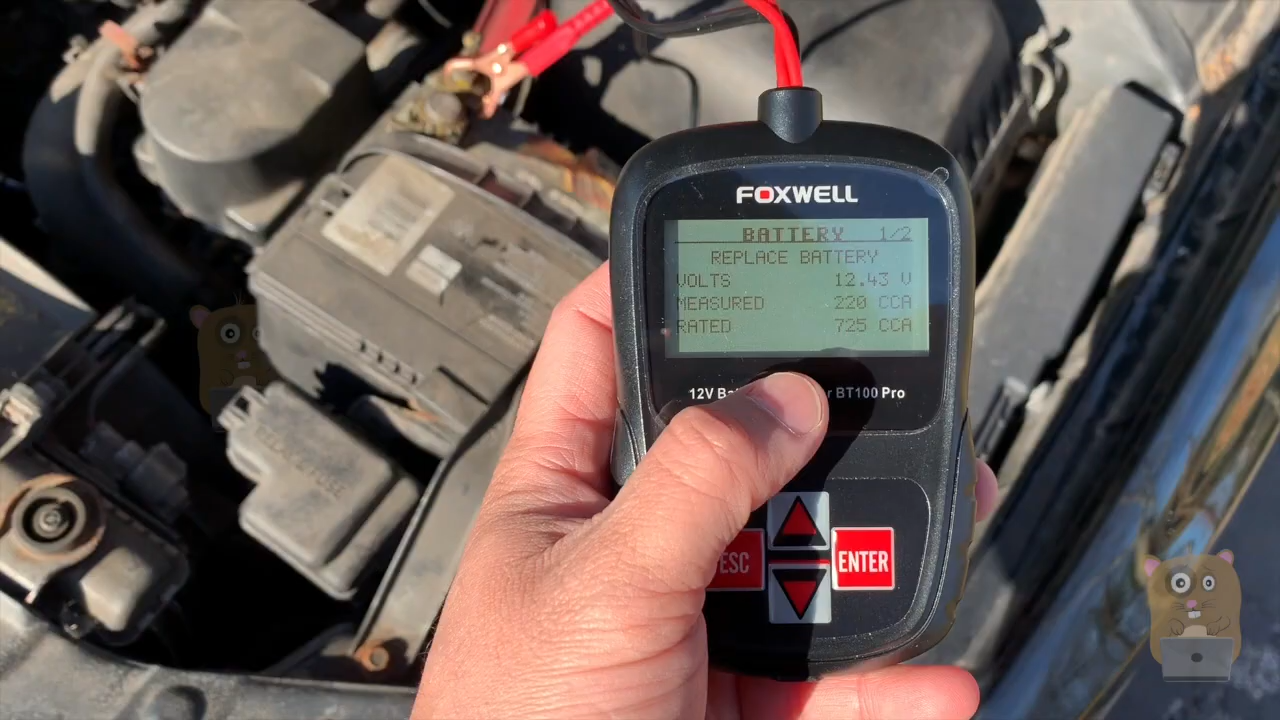 FOXWELL
BATTERY 1/2
REPLACE BATTERY
VOLTS 12.43 V
MEASURED 220 CCA
RATED 725 CCA
12V BT100 Pro
ESC
ENTER